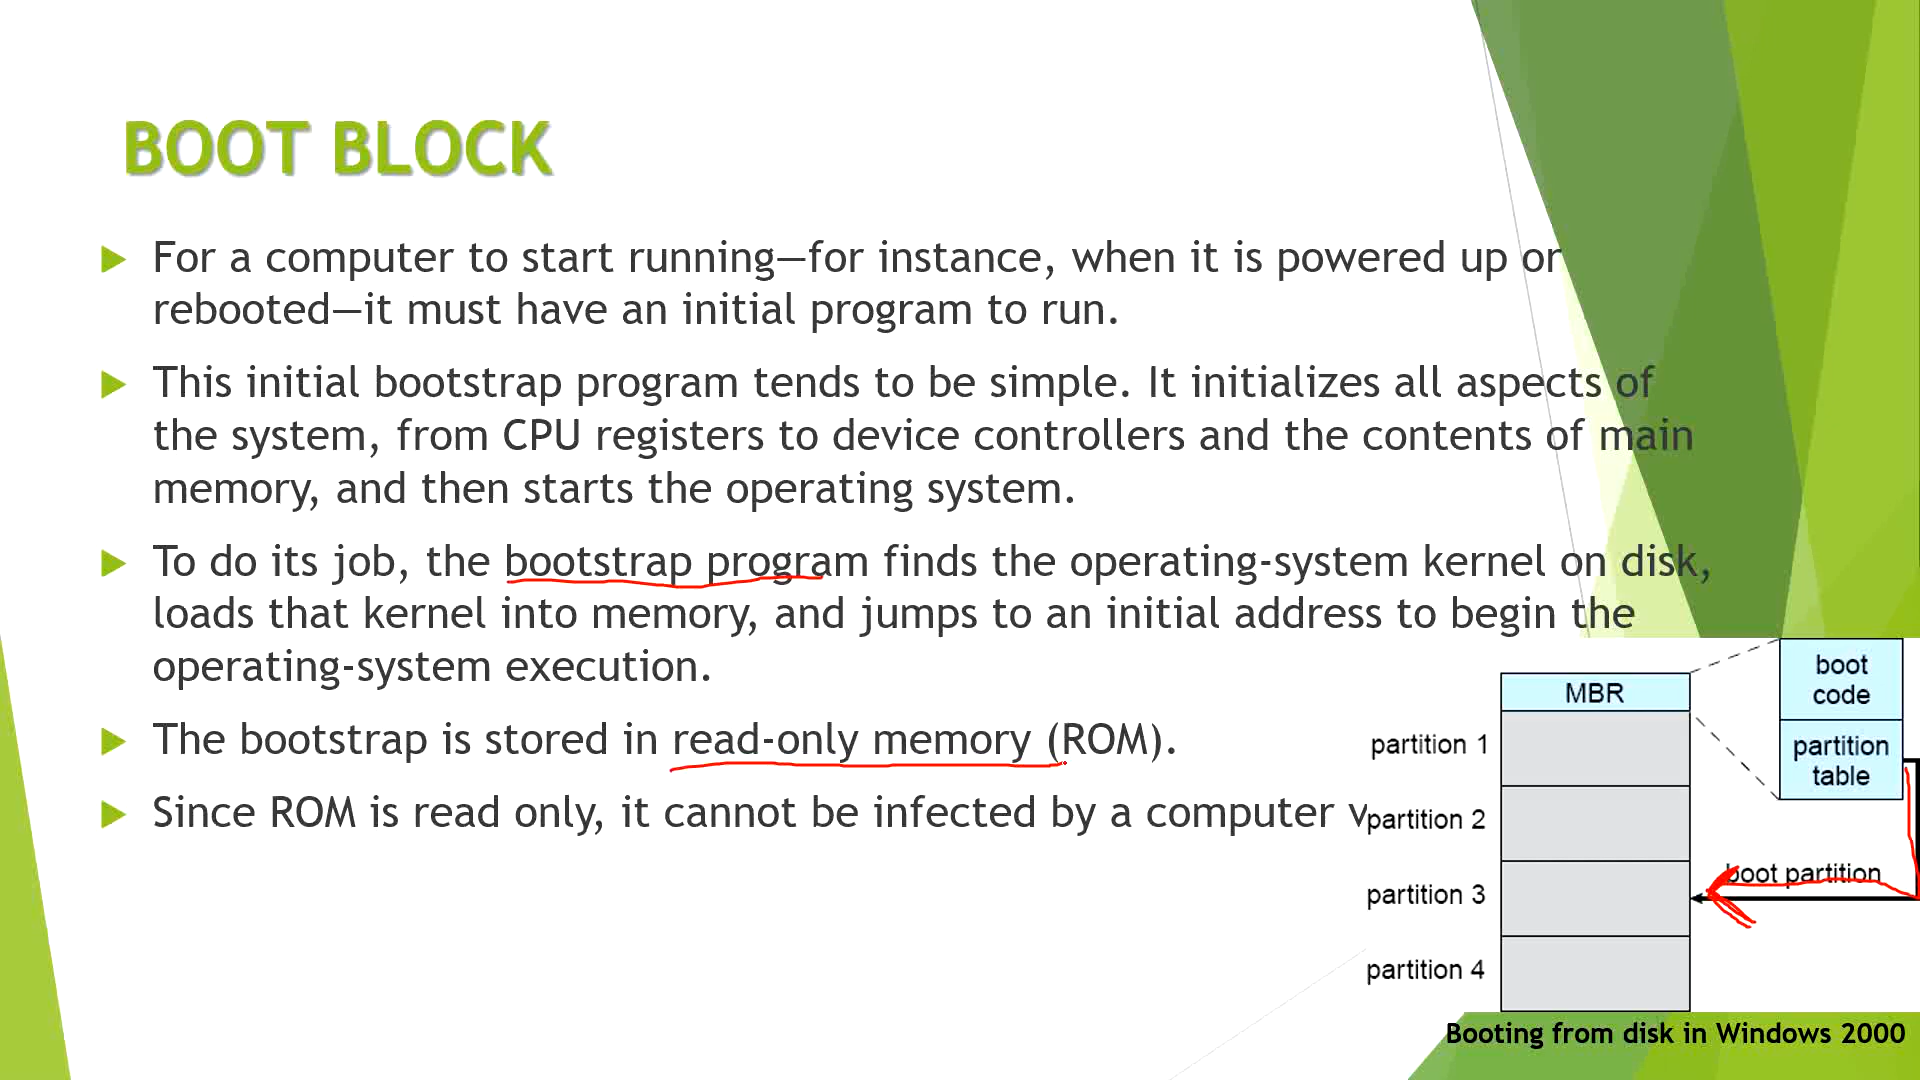 BOOT BLOCK
For a computer to start running—for instance, when it is powered up or
rebooted—it must have an initial program to run.
This initial bootstrap program tends to be simple. It initializes all aspects of
the system, from CPU registers to device controllers and the contents of main
memory, and then starts the operating system.
To do its job, the bootstrap program finds the operating-system kernel on disk,
loads that kernel into memory, and jumps to an initial address to begin the
operating-system execution.
The bootstrap is stored in read-only memory (ROM).
Since ROM is read only, it cannot be infected by a computer
boot
code
MBR
partition
table
partition 1
partition 2
boot partition
partition 3
partition 4
Booting from disk in Windows 2000